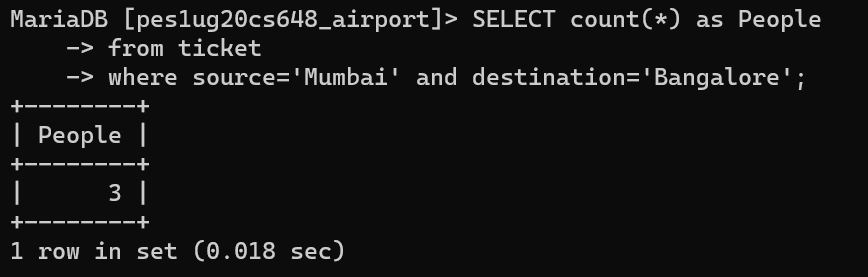 MariaDB [pes1ug20cs648_airport]> SELECT count(*) as People
    -> from ticket
    -> where source='Mumbai' and destination='Bangalore';
+--------+
| People |
+--------+
|      3 |
+--------+
1 row in set (0.018 sec)